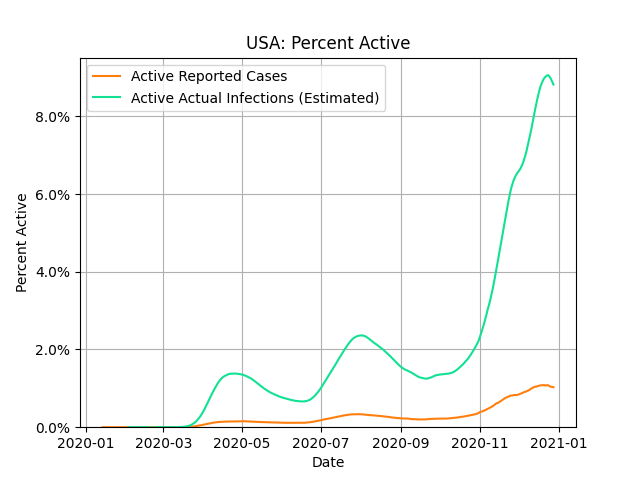 USA: Percent Active
Active Reported Cases
Active Actual Infections (Estimated)
8.0%
6.0%
4.0%
2.0%
0.0%
Percent Active
2020-01
2020-03
2020-05
2020-07
2020-09
2020-11
2021-01
Date